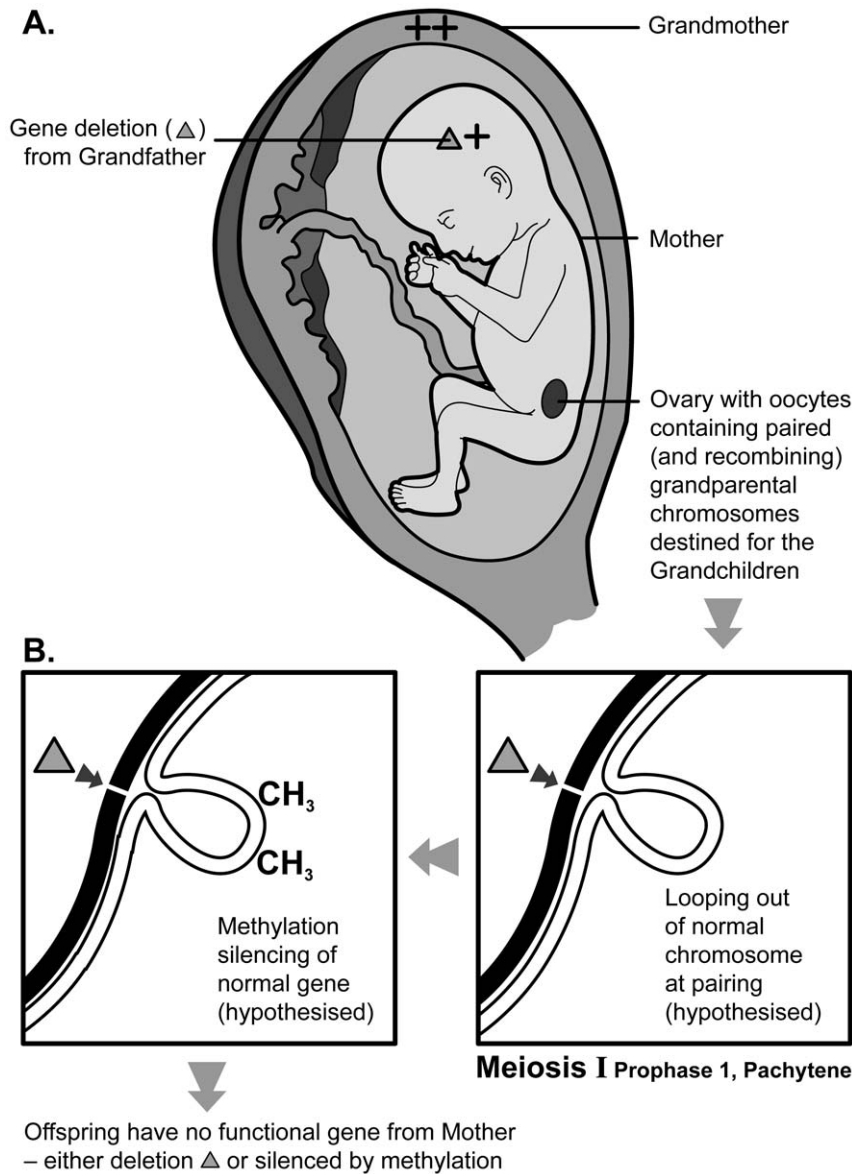 A.
++
Grandmother
Gene deletion (△)
from Grandfather
△+
Mother
Ovary with oocytes
containing paired
(and recombining)
grandparental
chromosomes
destined for the
Grandchildren
B.
CH₃
CH₃
Methylation
silencing of
normal gene
(hypothesised)
Looping out
of normal
chromosome
at pairing
(hypothesised)
Meiosis I Prophase 1, Pachytene
Offspring have no functional gene from Mother
– either deletion △ or silenced by methylation